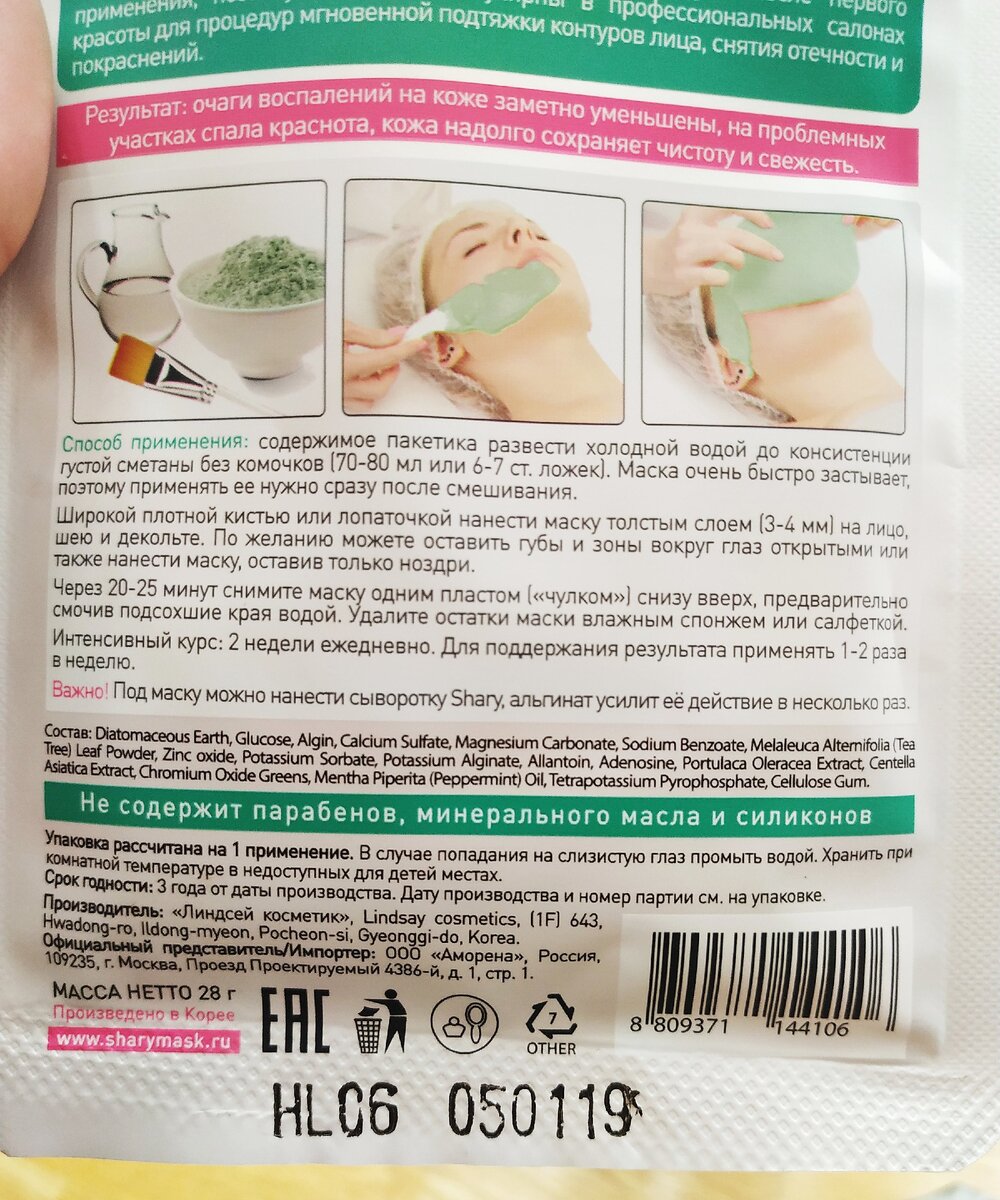 применения,
в профессиональных салонах
красоты для процедур мгновенной подтяжки контуров лица, снятия отечности и
покраснений.
Результат: очаги воспалений на коже заметно уменьшены, на проблемных
участках спала краснота, кожа надолго сохраняет чистоту и свежесть.
Способ применения: содержимое пакетика развести холодной водой до консистенции
густой сметаны без комочков (70-80 мл или 6-7 ст. ложек). Маска очень быстро застывает,
поэтому применять ее нужно сразу после смешивания.
Широкой плотной кистью или лопаточкой нанести маску толстым слоем (3-4 мм) на лицо,
шею и декольте. По желанию можете оставить губы и зоны вокруг глаз открытыми или
также нанести маску, оставив только ноздри.
Через 20-25 минут снимите маску одним пластом («чулком») снизу вверх, предварительно
смочив подсохшие края водой. Удалите остатки маски влажным спонжем или салфеткой.
Интенсивный курс: 2 недели ежедневно. Для поддержания результата применять 1-2 раза
в неделю.
Важно! Под маску можно нанести сыворотку Shary, альгинат усилит её действие в несколько раз.
Состав: Diatomaceous Earth, Glucose, Algin, Calcium Sulfate, Magnesium Carbonate, Sodium Benzoate, Melaleuca Alternifolia (Tea
Tree) Leaf Powder, Zinc oxide, Potassium Sorbate, Potassium Alginate, Allantoin, Adenosine, Portulaca Oleracea Extract, Centella
Asiatica Extract, Chromium Oxide Greens, Mentha Piperita (Peppermint) Oil, Tetrapotassium Pyrophosphate, Cellulose Gum.
Не содержит парабенов, минерального масла и силиконов
Упаковка рассчитана на 1 применение. В случае попадания на слизистую глаз промыть водой. Хранить при
комнатной температуре в недоступных для детей местах.
Срок годности: 3 года от даты производства. Дату производства и номер партии см. на упаковке.
Производитель: «Линдсей косметик», Lindsay cosmetics, (1F) 643,
Hwadong-ro, Ildong-myeon, Pocheon-si, Gyeonggi-do, Korea.
Официальный представитель/Импортер: ООО «Аморена», Россия,
109235, г. Москва, Проезд Проектируемый 4386-й, д. 1, стр. 1.
МАССА НЕТТО 28 г
Произведено в Корее
www.sharymask.ru
EAC
7
OTHER
8 809371 144106
HLC6 050119